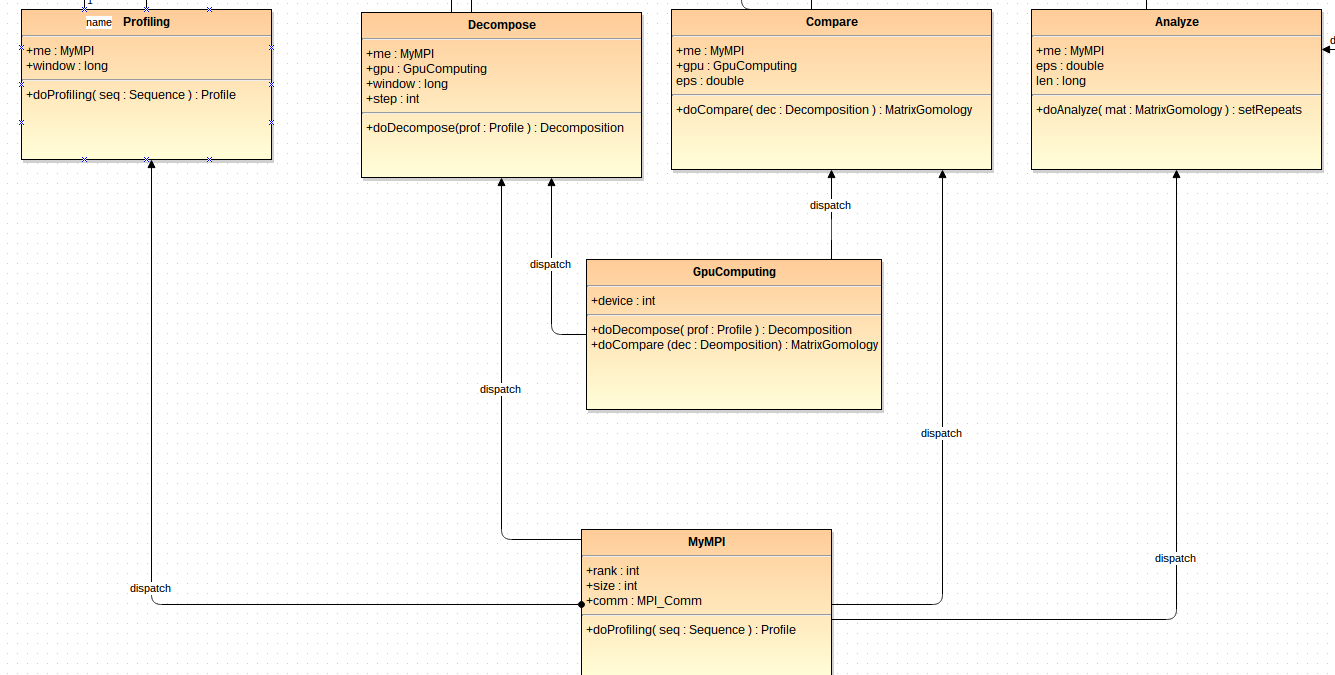 1
name Profiling
+me : MyMPI
+window : long
+doProfiling( seq : Sequence ) : Profile
Decompose
+me : MyMPI
+gpu : GpuComputing
+window : long
+step : int
+doDecompose(prof : Profile ) : Decomposition
Compare
+me : MyMPI
+gpu : GpuComputing
eps : double
+doCompare( dec : Decomposition ) : MatrixGomology
Analyze
+me : MyMPI
eps : double
len : long
+doAnalyze( mat : MatrixGomology ) : setRepeats
d
dispatch
dispatch
GpuComputing
+device : int
+doDecompose( prof : Profile ) : Decomposition
+doCompare (dec : Deomposition) : MatrixGomology
dispatch
dispatch
dispatch
dispatch
MyMPI
+rank : int
+size : int
+comm : MPI_Comm
+doProfiling( seq : Sequence ) : Profile